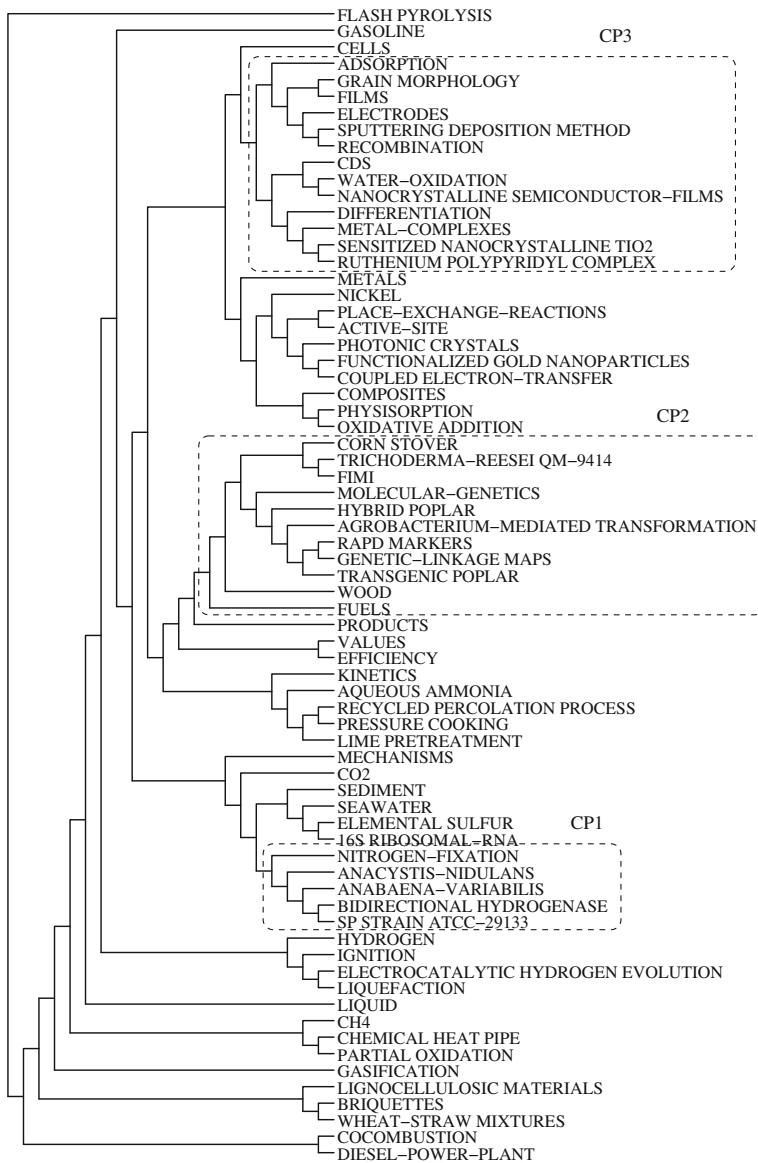 FLASH PYROLYSIS
GASOLINE
CP3
CELLS
ADSORPTION
GRAIN MORPHOLOGY
FILMS
ELECTRODES
SPUTTERING DEPOSITION METHOD
RECOMBINATION
CDS
WATER−OXIDATION
NANOCRYSTALLINE SEMICONDUCTOR−FILMS
DIFFERENTIATION
METAL−COMPLEXES
SENSITIZED NANOCRYSTALLINE TIO2
RUTHENIUM POLYPYRIDYL COMPLEX
METALS
NICKEL
PLACE−EXCHANGE−REACTIONS
ACTIVE−SITE
PHOTONIC CRYSTALS
FUNCTIONALIZED GOLD NANOPARTICLES
COUPLED ELECTRON−TRANSFER
COMPOSITES
PHYSISORPTION
CP2
OXIDATIVE ADDITION
CORN STOVER
TRICHODERMA−REESEI QM−9414
FIMI
MOLECULAR−GENETICS
HYBRID POPLAR
AGROBACTERIUM−MEDIATED TRANSFORMATION
RAPD MARKERS
GENETIC−LINKAGE MAPS
TRANSGENIC POPLAR
WOOD
FUELS
PRODUCTS
VALUES
EFFICIENCY
KINETICS
AQUEOUS AMMONIA
RECYCLED PERCOLATION PROCESS
PRESSURE COOKING
LIME PRETREATMENT
MECHANISMS
CO2
SEDIMENT
SEAWATER
ELEMENTAL SULFUR
CP1
16S RIBOSOMAL−RNA
NITROGEN−FIXATION
ANACYSTIS−NIDULANS
ANABAENA−VARIABILIS
BIDIRECTIONAL HYDROGENASE
SP STRAIN ATCC−29133
HYDROGEN
IGNITION
ELECTROCATALYTIC HYDROGEN EVOLUTION
LIQUEFACTION
LIQUID
CH4
CHEMICAL HEAT PIPE
PARTIAL OXIDATION
GASIFICATION
LIGNOCELLULOSIC MATERIALS
BRIQUETTES
WHEAT−STRAW MIXTURES
COCOMBUSTION
DIESEL−POWER−PLANT